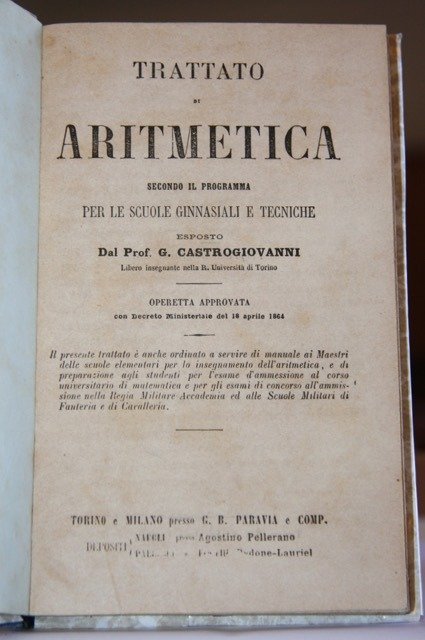 TRATTATO
DI
ARITMETICA
SECONDO IL PROGRAMMA
PER LE SCUOLE GINNASIALI E TECNICHE
ESPOSTO
Dal Prof. G. CASTROGIOVANNI
Libero insegnante nella R. Università di Torino
OPERETTA APPROVATA
con Decreto Ministeriale del 18 aprile 1864
Il presente trattato è anche ordinato a servire di manuale ai Maestri
delle scuole elementari per lo insegnamento dell'aritmetica, e di
preparazione agli studenti per l'esame d'ammessione al corso
universitario di matematica e per gli esami di concorso all'ammis-
sione nella Regia Militare Accademia ed alle Scuole Militari di
Fanteria e di Cavalleria.
TORINO e MILANO presso G. B. PARAVIA e COMP.
DEPOSITI NAPOLI Agostino Pellerano
Pedone-Lauriel